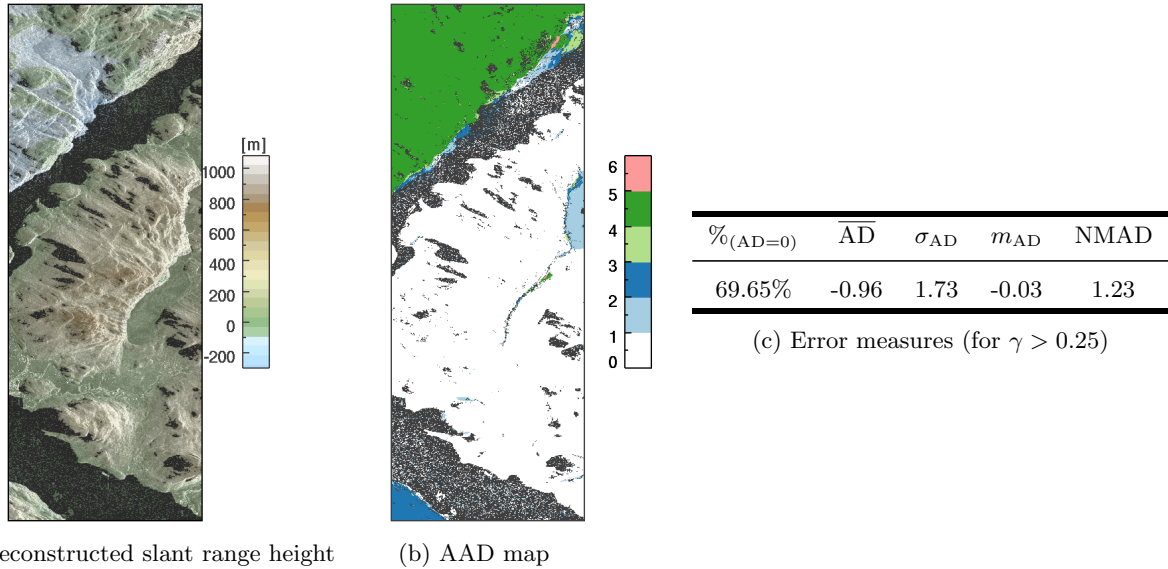 [m]
1000
800
600
400
200
0
-200
6
5
4
3
2
1
0
%(AD=0) AD σAD mAD NMAD
69.65% -0.96 1.73 -0.03 1.23
(c) Error measures (for γ > 0.25)
econstructed slant range height
(b) AAD map